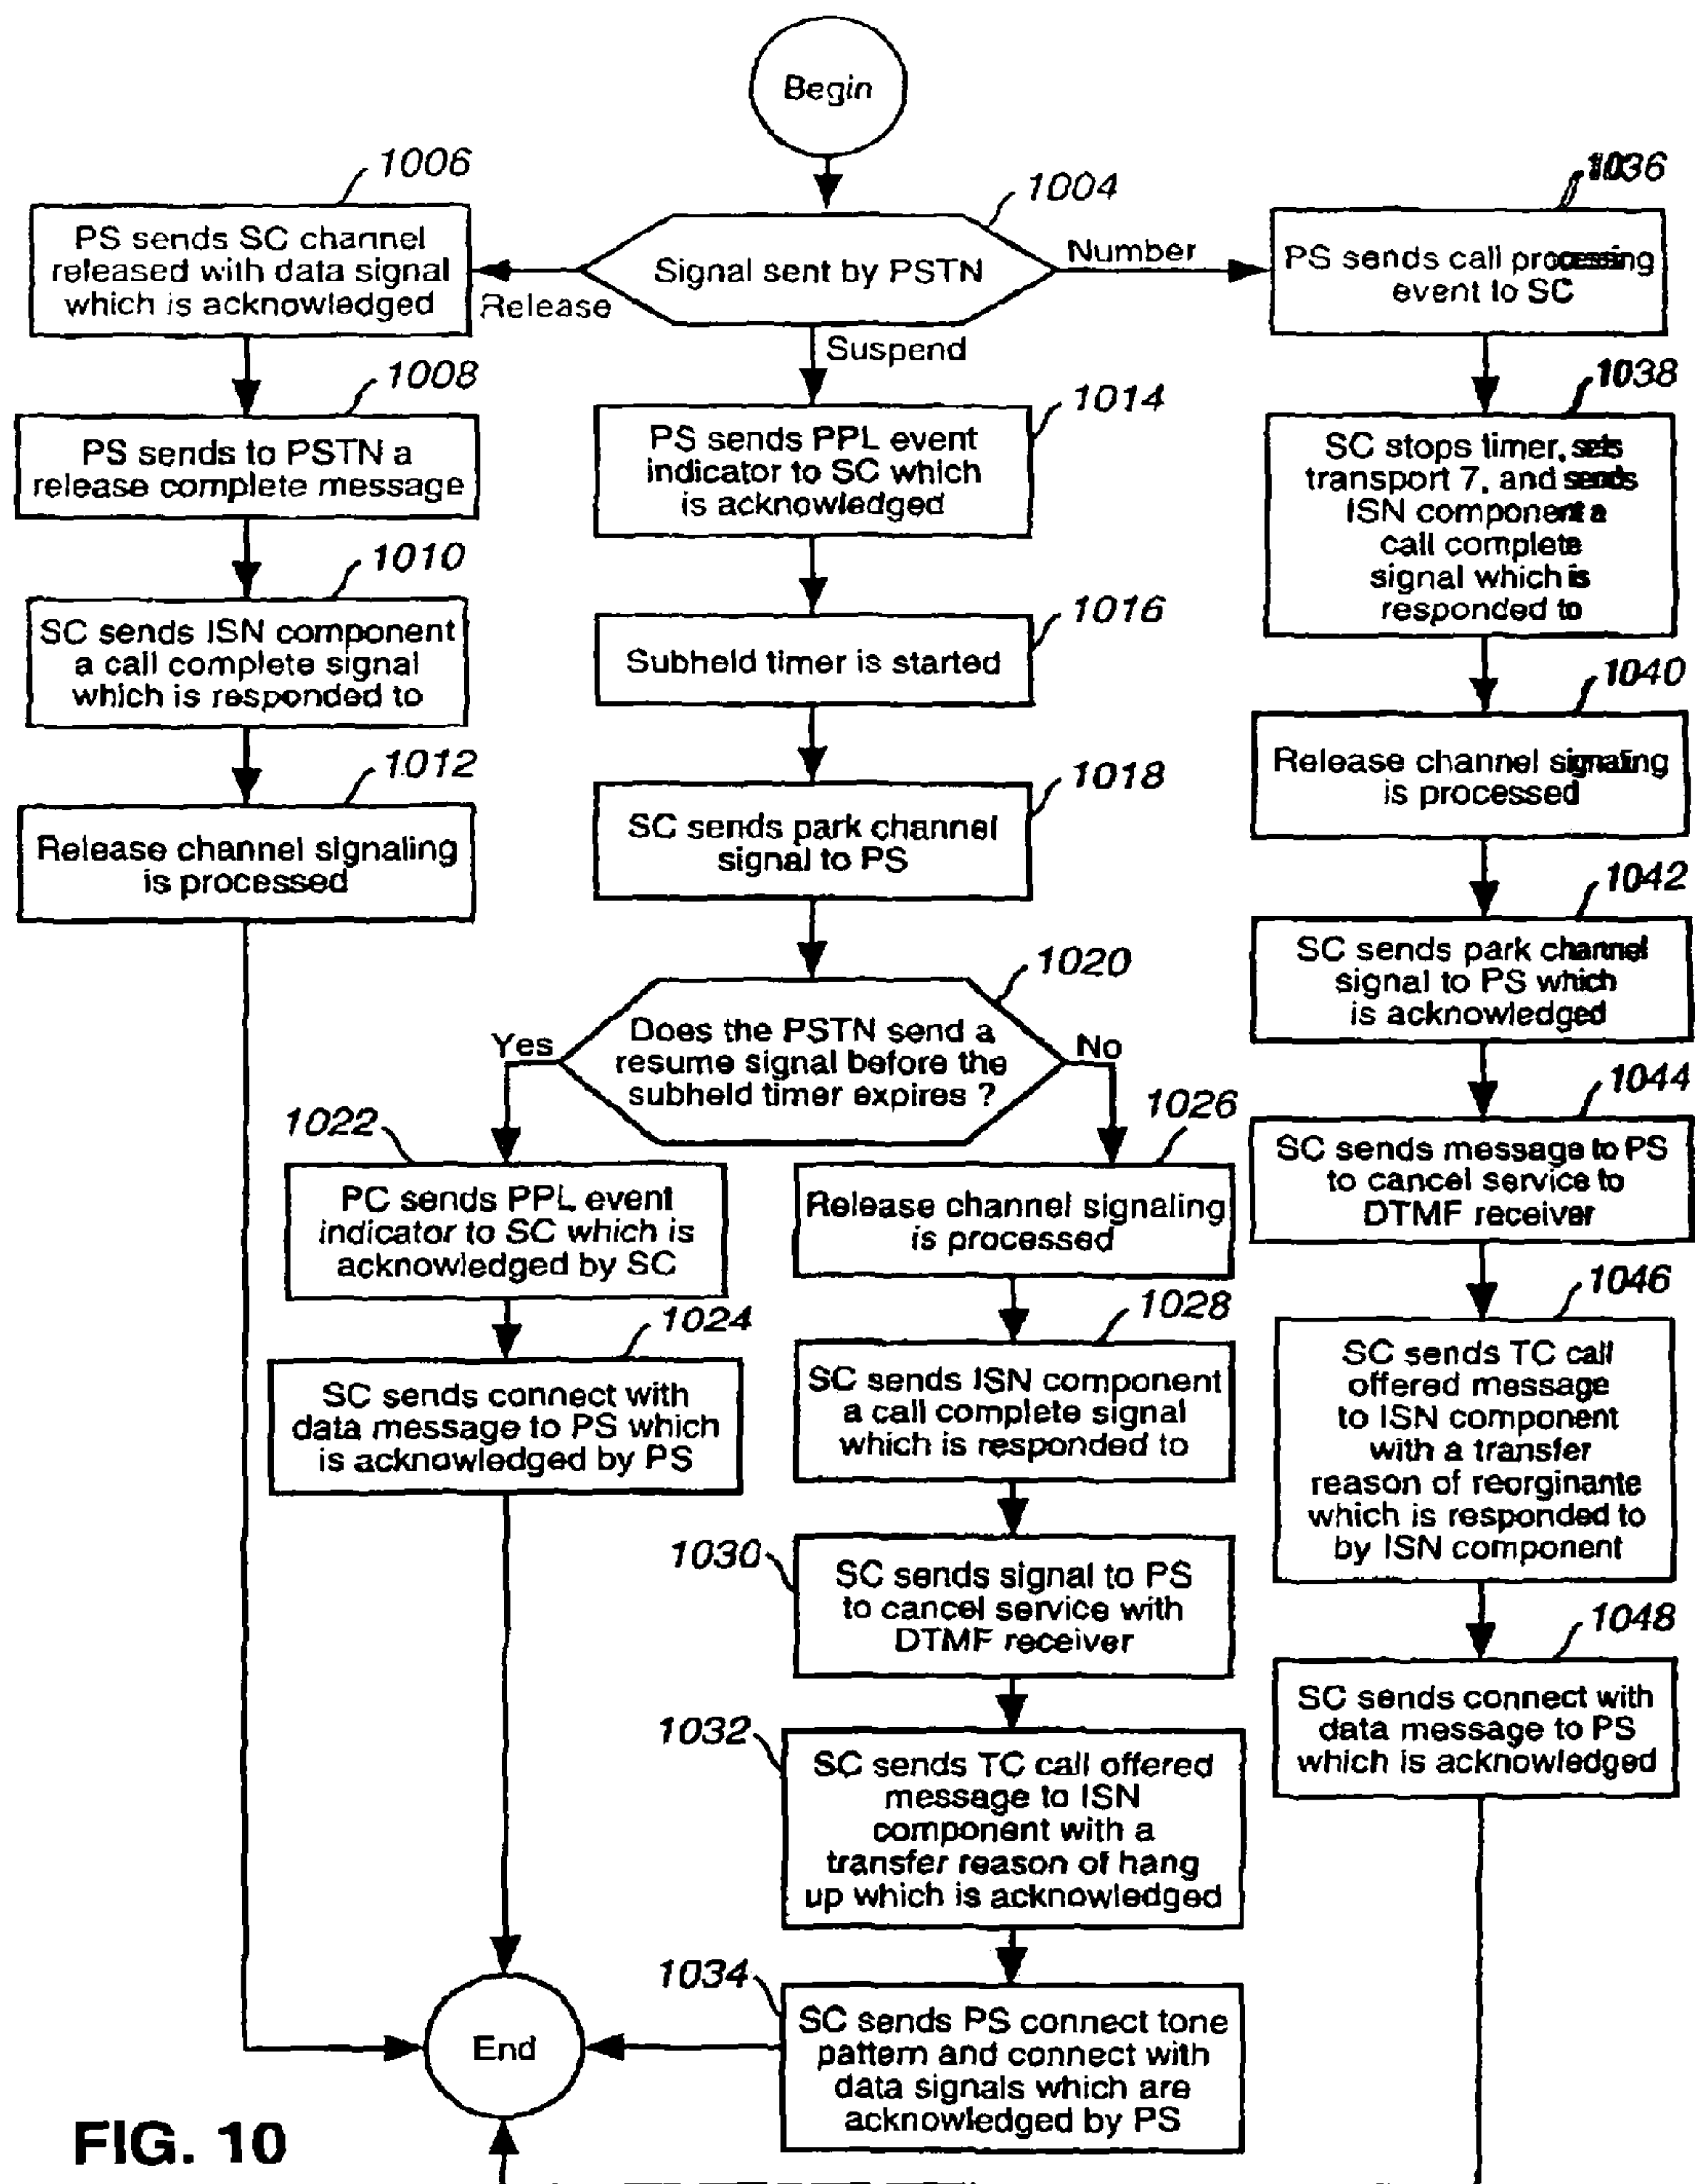 Begin
1004
Signal sent by PSTN
Release
Suspend
Number
1006
PS sends SC channel
released with data signal
which is acknowledged
1008
PS sends to PSTN a
release complete message
1010
SC sends ISN component
a call complete signal
which is responded to
1012
Release channel signaling
is processed
1014
PS sends PPL event
indicator to SC which
is acknowledged
1016
Subheld timer is started
1018
SC sends park channel
signal to PS
1020
Does the PSTN send a
resume signal before the
subheld timer expires ?
Yes
No
1022
PC sends PPL event
indicator to SC which is
acknowledged by SC
1024
SC sends connect with
data message to PS which
is acknowledged by PS
1026
Release channel signaling
is processed
1028
SC sends ISN component
a call complete signal
which is responded to
1030
SC sends signal to PS
to cancel service with
DTMF receiver
1032
SC sends TC call offered
message to ISN
component with a
transfer reason of hang
up which is acknowledged
1034
SC sends PS connect tone
pattern and connect with
data signals which are
acknowledged by PS
1036
PS sends call processing
event to SC
1038
SC stops timer, sets
transport 7, and sends
ISN component a
call complete
signal which is
responded to
1040
Release channel signaling
is processed
1042
SC sends park channel
signal to PS which
is acknowledged
1044
SC sends message to PS
to cancel service to
DTMF receiver
1046
SC sends TC call
offered message
to ISN component
with a transfer
reason of reorginante
which is responded to
by ISN component
1048
SC sends connect with
data message to PS
which is acknowledged
End
FIG. 10